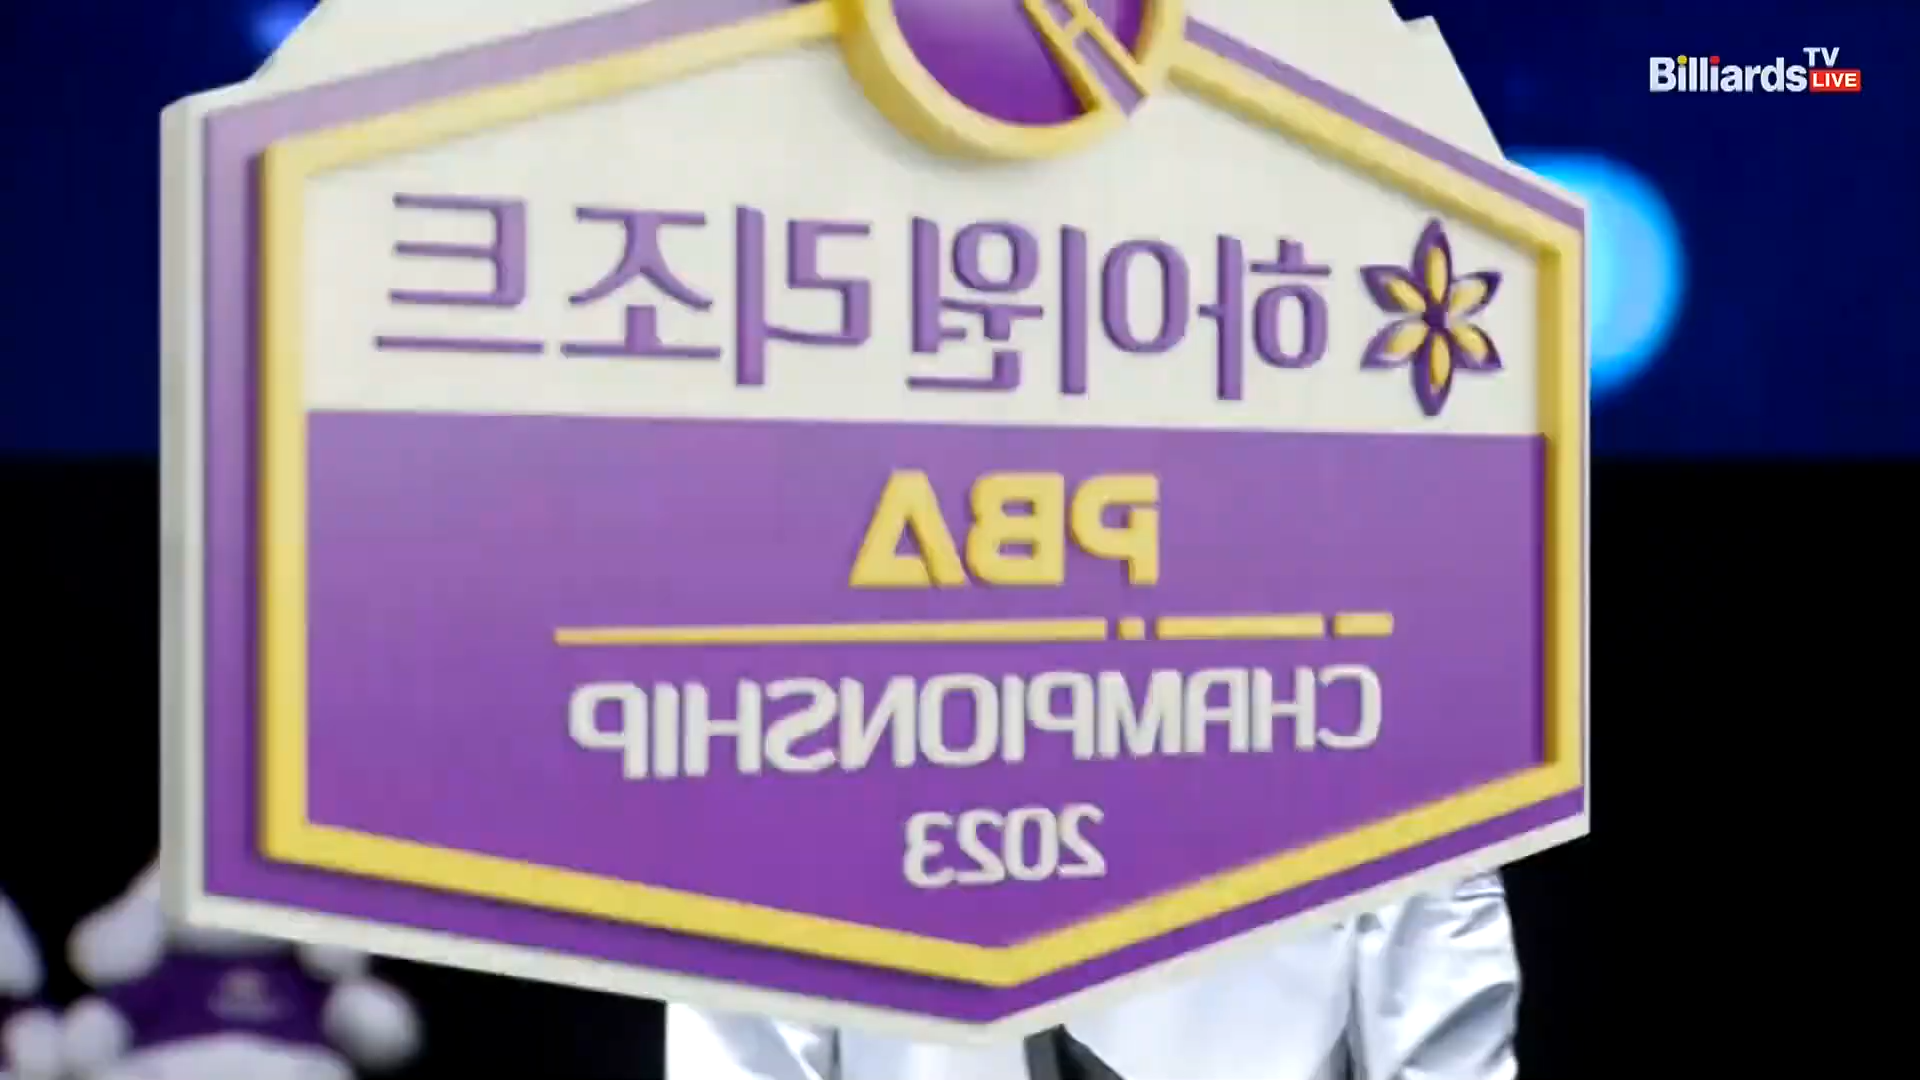 Billiards TV
LIVE
하이원리조트
PBA
CHAMPIONSHIP
2023